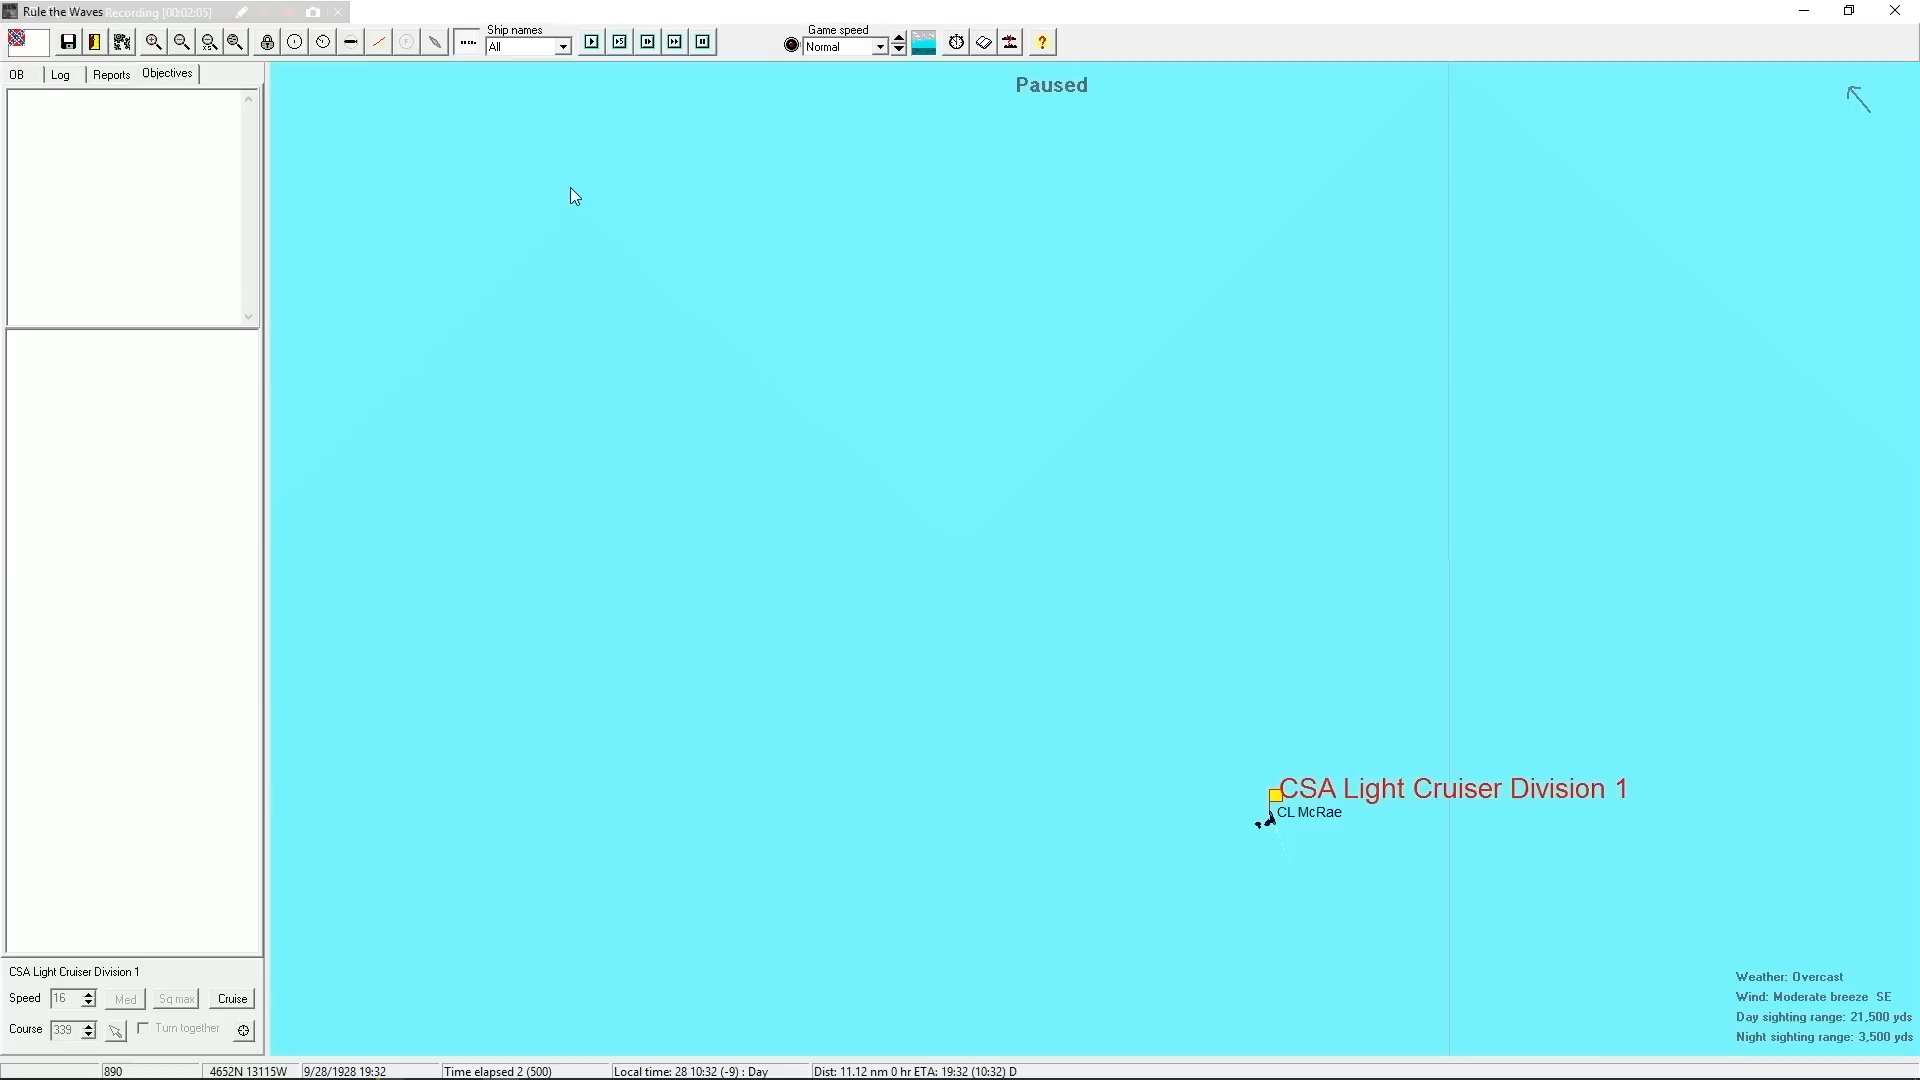 Rule the Waves Recording [00:02:05]
Ship names
All
Game speed
Normal
OB Log Reports Objectives
Paused
CSA Light Cruiser Division 1
CL McRae
CSA Light Cruiser Division 1
Speed 16 Med Sq max Cruise
Course 339 Turn together
Weather: Overcast
Wind: Moderate breeze SE
Day sighting range: 21,500 yds
Night sighting range: 3,500 yds
890 4652N 13115W 9/28/1928 19:32 Time elapsed 2 (500) Local time: 28 10:32 (-9) : Day Dist: 11.12 nm 0 hr ETA: 19:32 (10:32) D